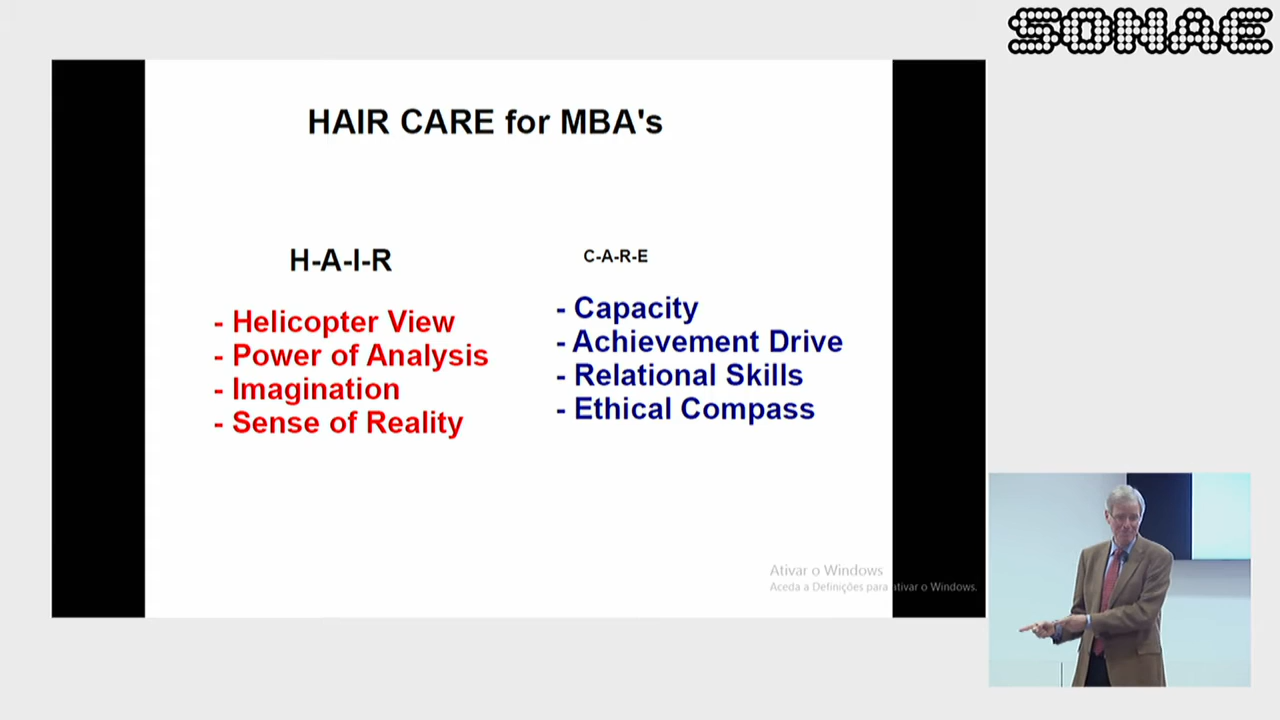 SONAE
HAIR CARE for MBA's
H-A-I-R
- Helicopter View
- Power of Analysis
- Imagination
- Sense of Reality
C-A-R-E
- Capacity
- Achievement Drive
- Relational Skills
- Ethical Compass
Ativar o Windows
Aceda a Definições para ativar o Windows.